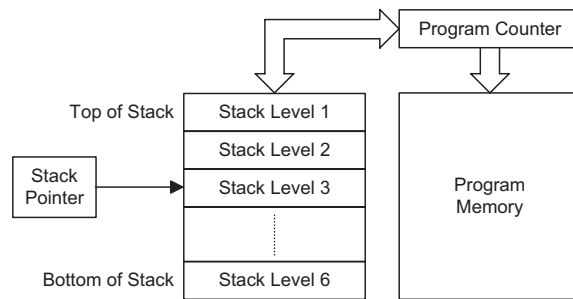 Program Counter
Top of Stack
Stack Level 1
Stack Level 2
Stack
Pointer
Stack Level 3
Program
Memory
Bottom of Stack
Stack Level 6